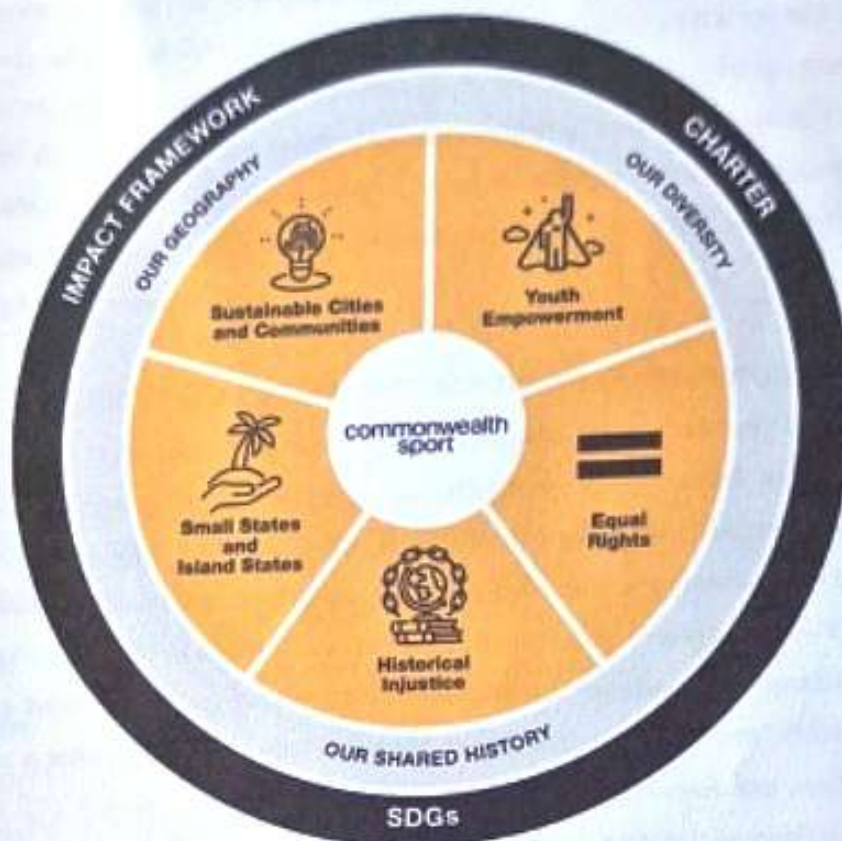 IMPACT FRAMEWORK
CHARTER
OUR GEOGRAPHY
OUR DIVERSITY
Sustainable Cities
and Communities
Youth
Empowerment
commonwealth
sport
Small States
and
Island States
Equal
Rights
Historical
Injustice
OUR SHARED HISTORY
SDGs